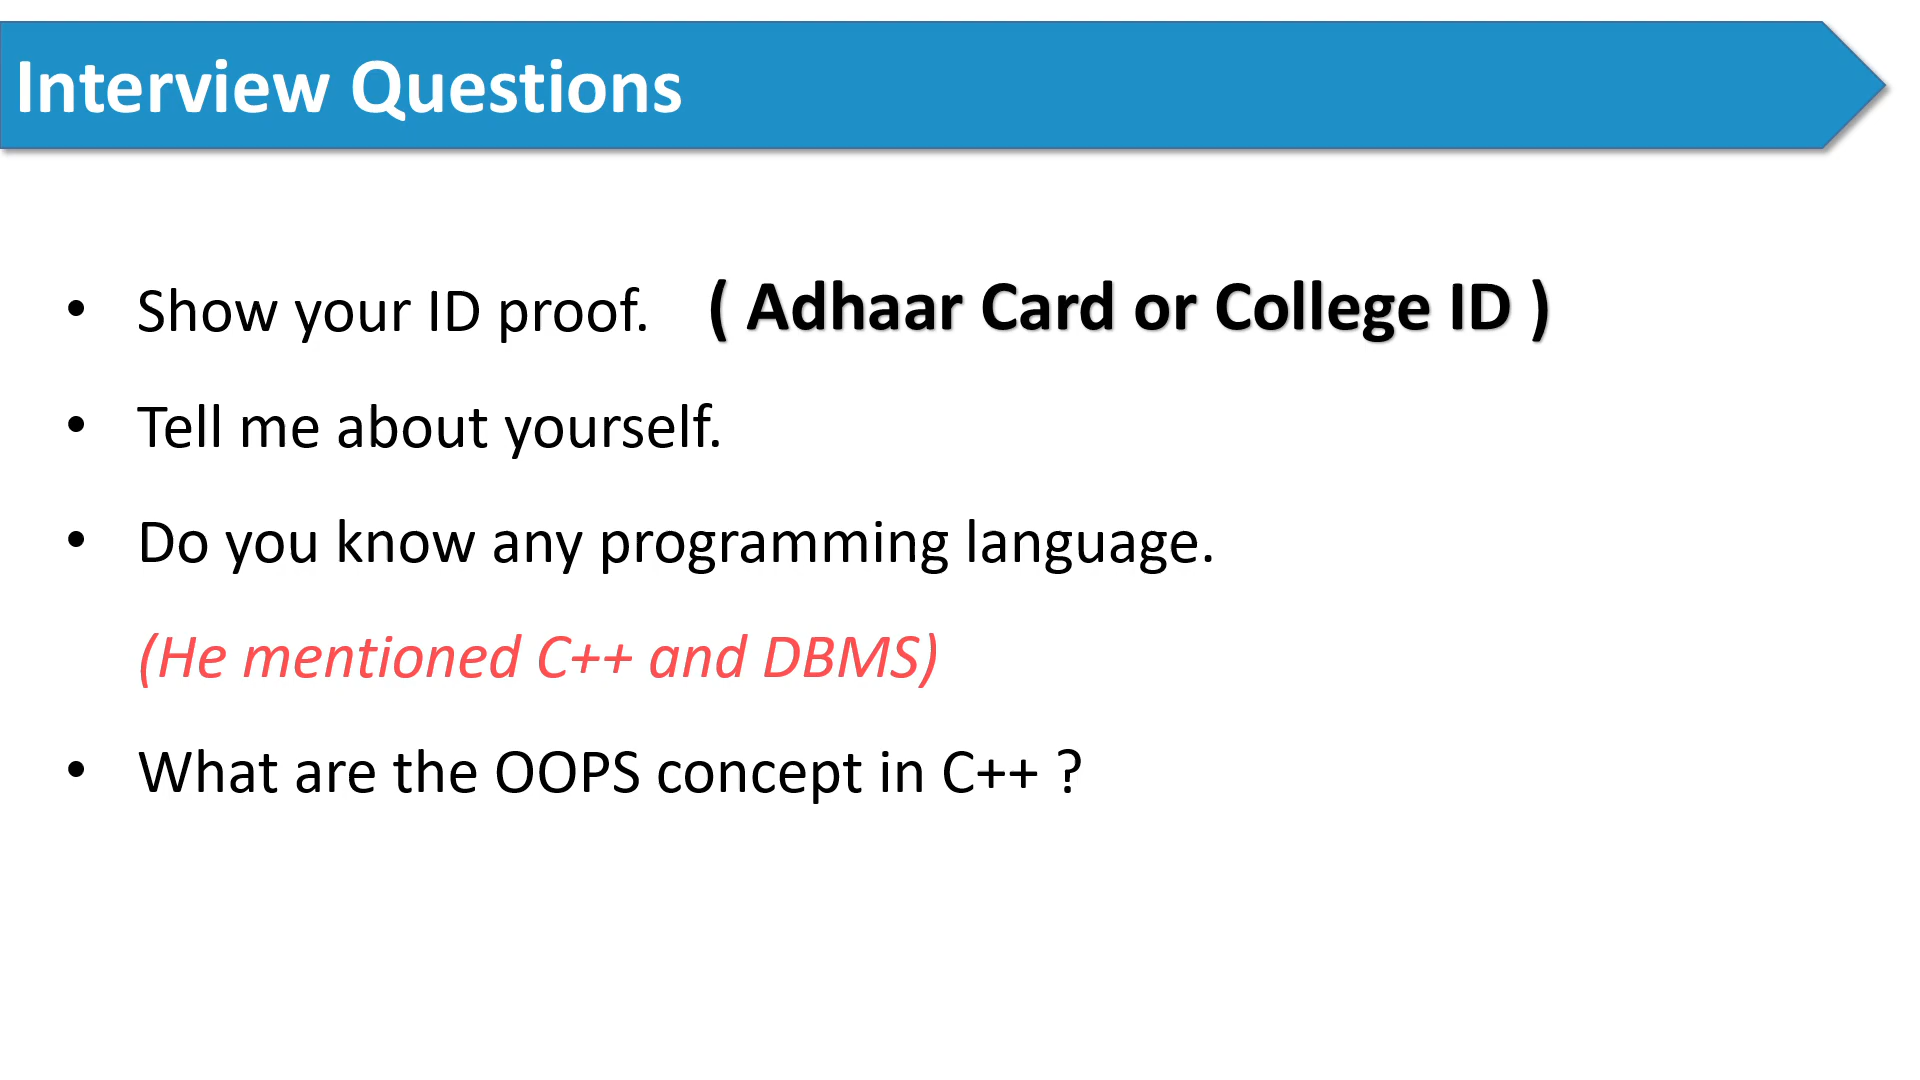 Interview Questions
• Show your ID proof. ( Adhaar Card or College ID )
• Tell me about yourself.
• Do you know any programming language.
(He mentioned C++ and DBMS)
• What are the OOPS concept in C++ ?